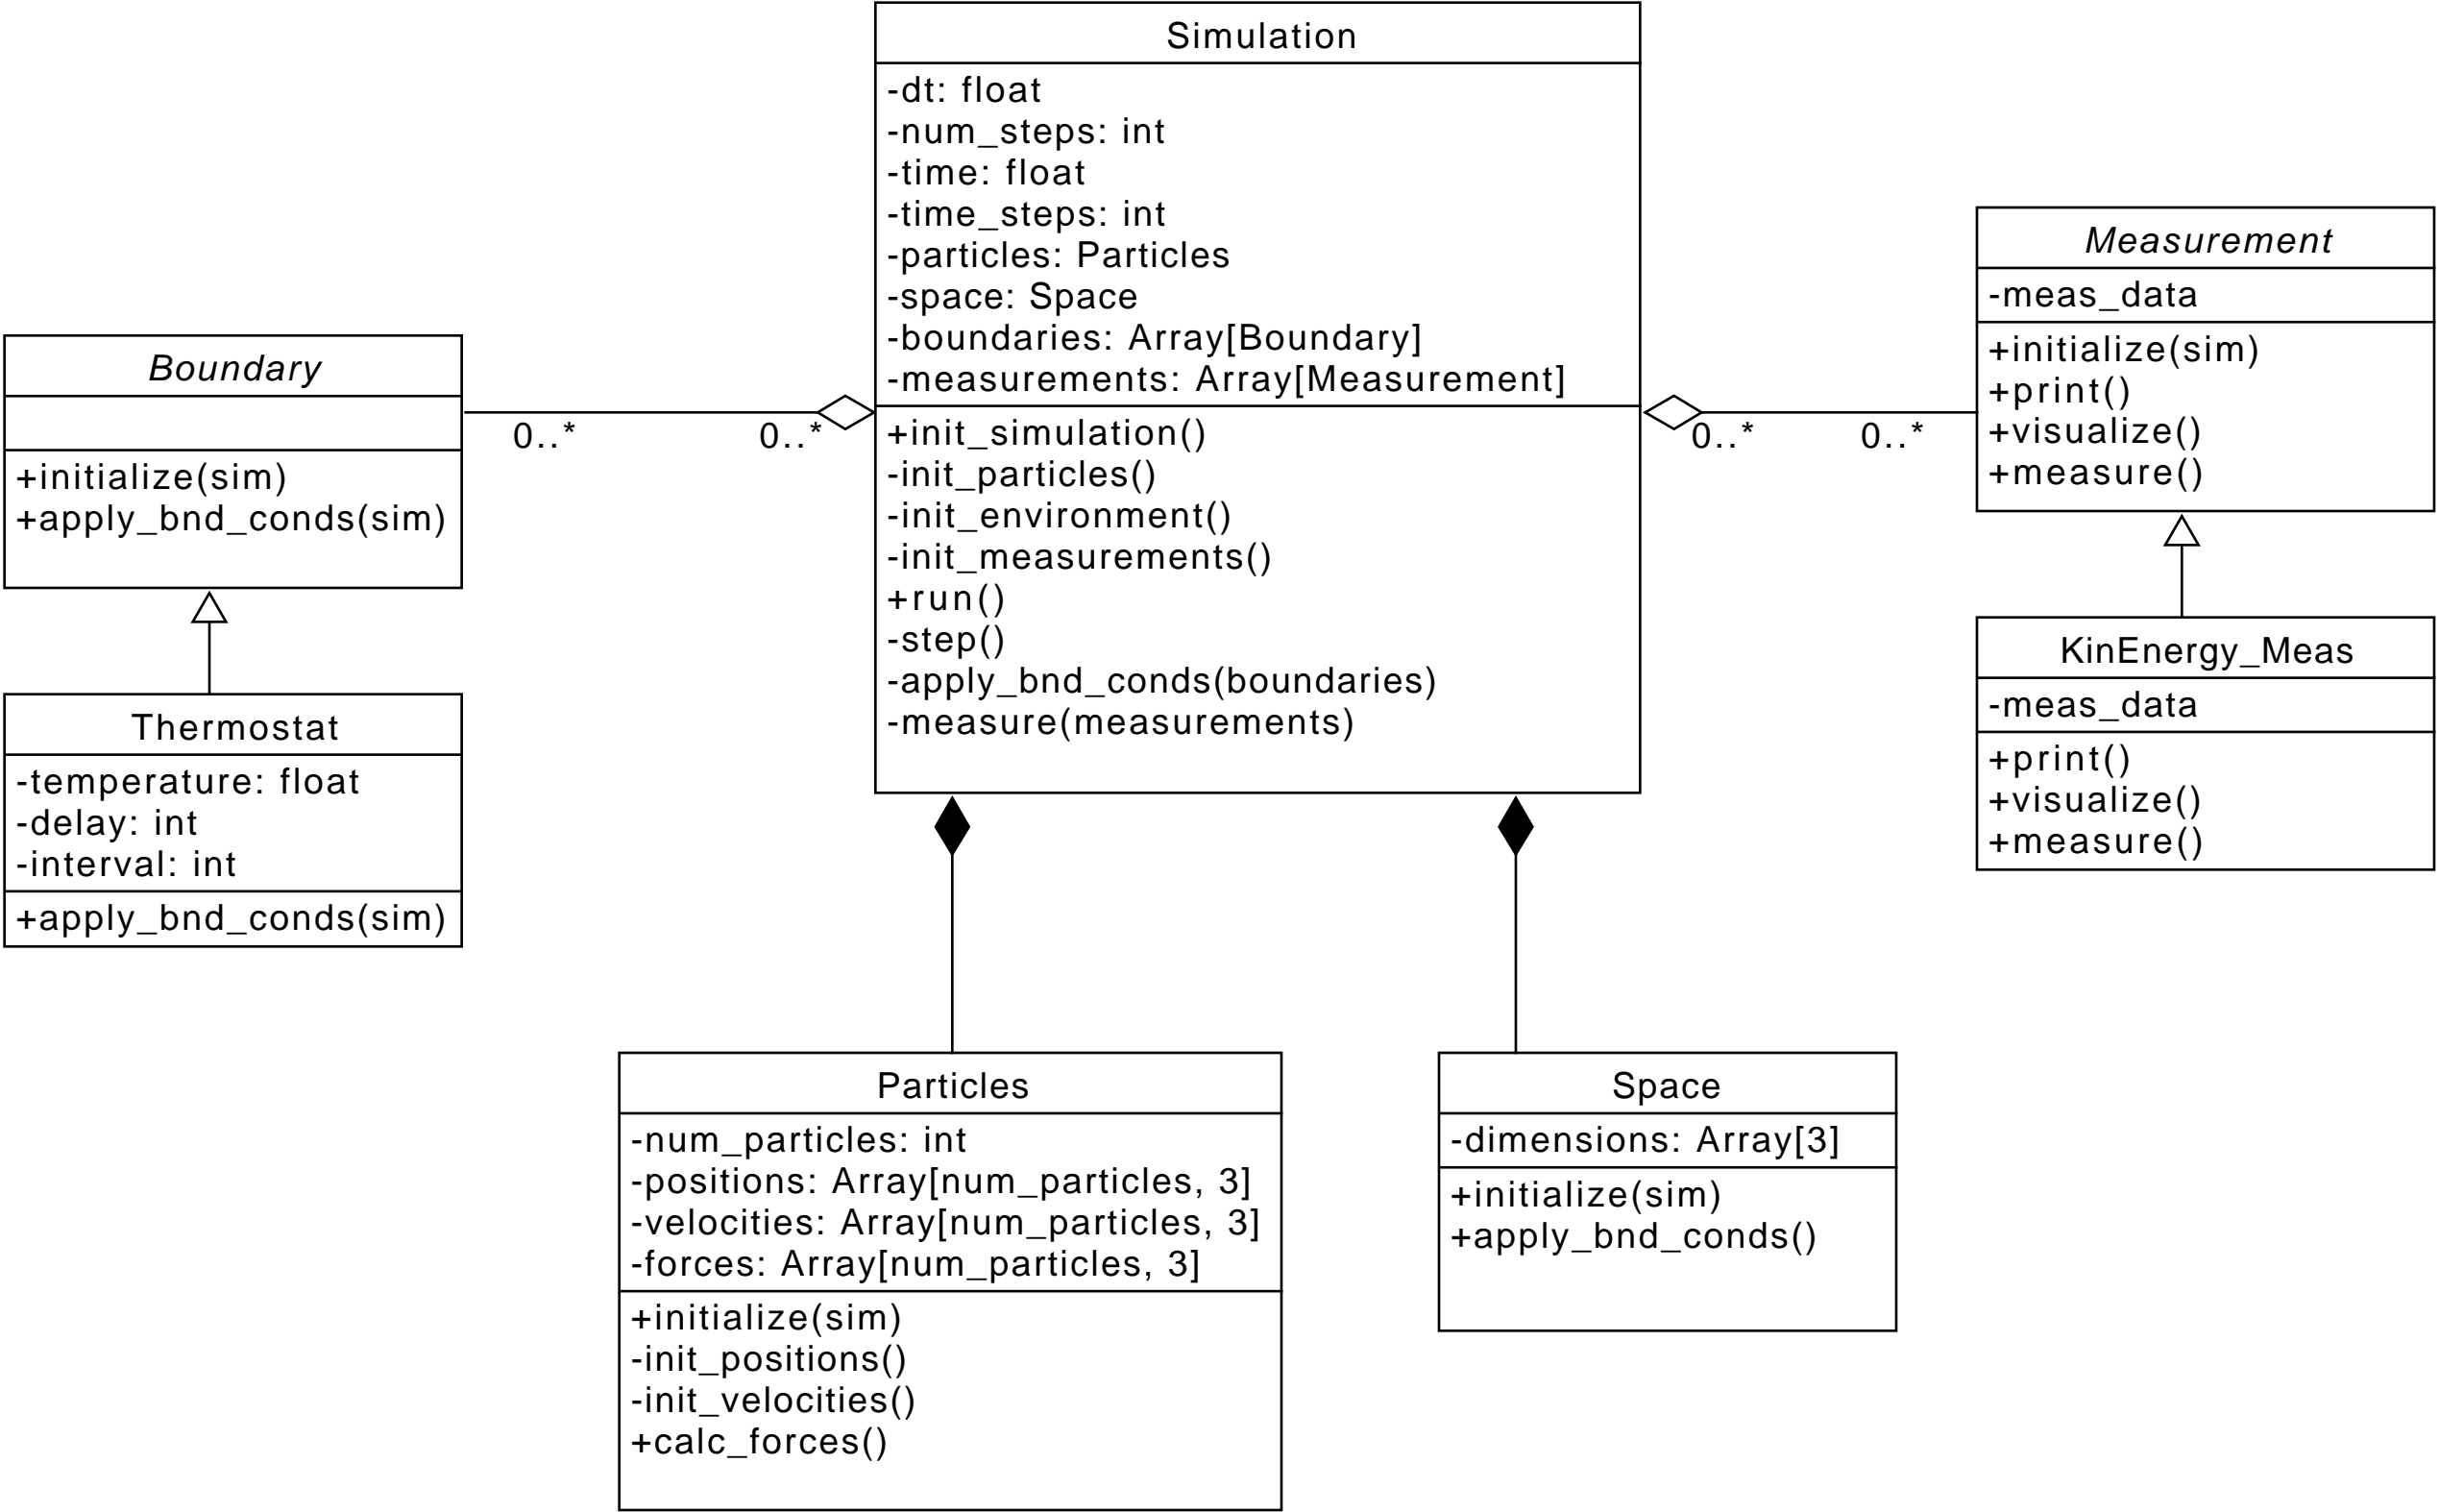 Simulation
-dt: float
-num_steps: int
-time: float
-time_steps: int
-particles: Particles
-space: Space
-boundaries: Array[Boundary]
-measurements: Array[Measurement]
+init_simulation()
-init_particles()
-init_environment()
-init_measurements()
+run()
-step()
-apply_bnd_conds(boundaries)
-measure(measurements)
Boundary
+initialize(sim)
+apply_bnd_conds(sim)
0..*
0..*
Thermostat
-temperature: float
-delay: int
-interval: int
+apply_bnd_conds(sim)
0..*
0..*
Measurement
-meas_data
+initialize(sim)
+print()
+visualize()
+measure()
KinEnergy_Meas
-meas_data
+print()
+visualize()
+measure()
Particles
-num_particles: int
-positions: Array[num_particles, 3]
-velocities: Array[num_particles, 3]
-forces: Array[num_particles, 3]
+initialize(sim)
-init_positions()
-init_velocities()
+calc_forces()
Space
-dimensions: Array[3]
+initialize(sim)
+apply_bnd_conds()